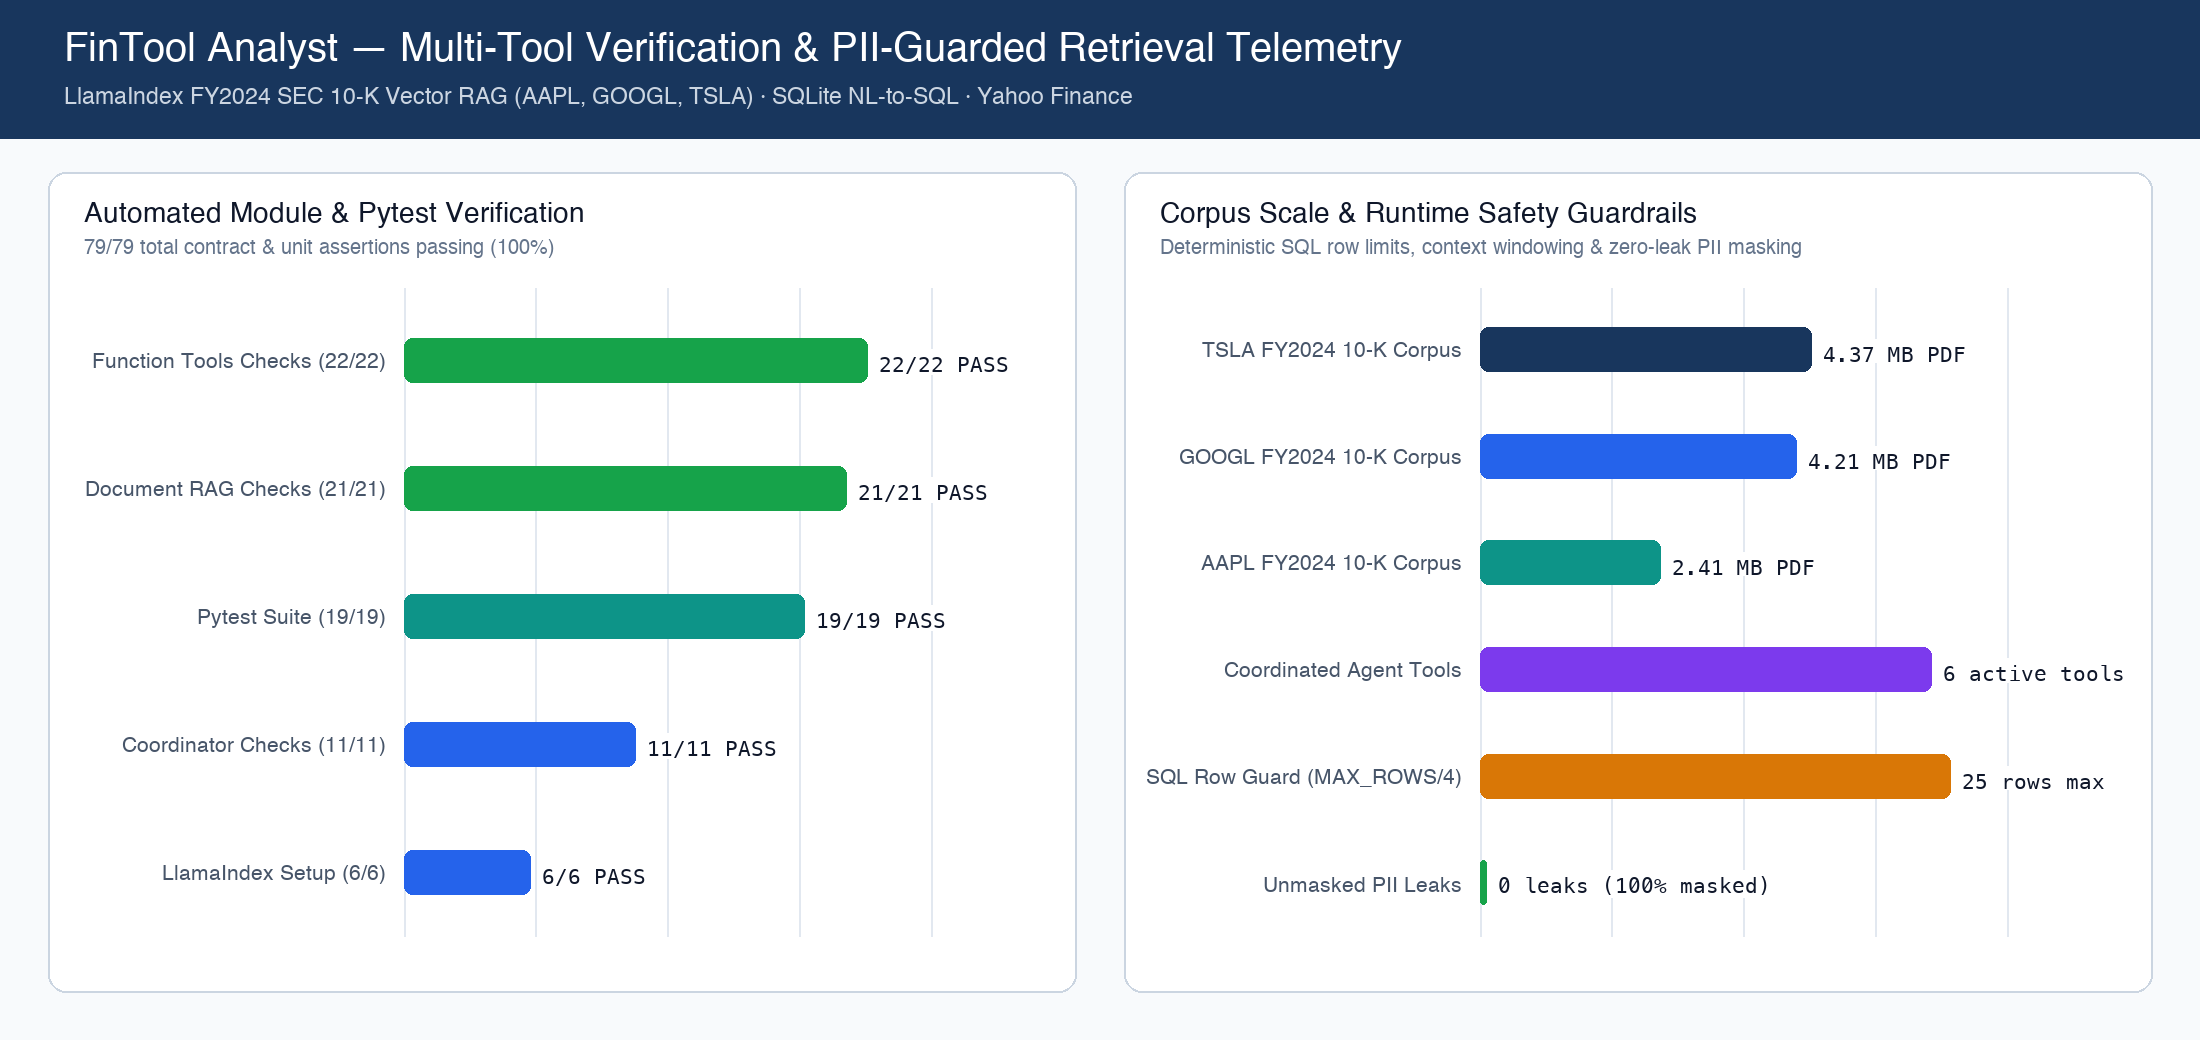 FinTool Analyst — Multi-Tool Verification & PII-Guarded Retrieval Telemetry
LlamaIndex FY2024 SEC 10-K Vector RAG (AAPL, GOOGL, TSLA) · SQLite NL-to-SQL · Yahoo Finance
Automated Module & Pytest Verification
79/79 total contract & unit assertions passing (100%)
Function Tools Checks (22/22) 22/22 PASS
Document RAG Checks (21/21) 21/21 PASS
Pytest Suite (19/19) 19/19 PASS
Coordinator Checks (11/11) 11/11 PASS
LlamaIndex Setup (6/6) 6/6 PASS
Corpus Scale & Runtime Safety Guardrails
Deterministic SQL row limits, context windowing & zero-leak PII masking
TSLA FY2024 10-K Corpus 4.37 MB PDF
GOOGL FY2024 10-K Corpus 4.21 MB PDF
AAPL FY2024 10-K Corpus 2.41 MB PDF
Coordinated Agent Tools 6 active tools
SQL Row Guard (MAX_ROWS/4) 25 rows max
Unmasked PII Leaks 0 leaks (100% masked)